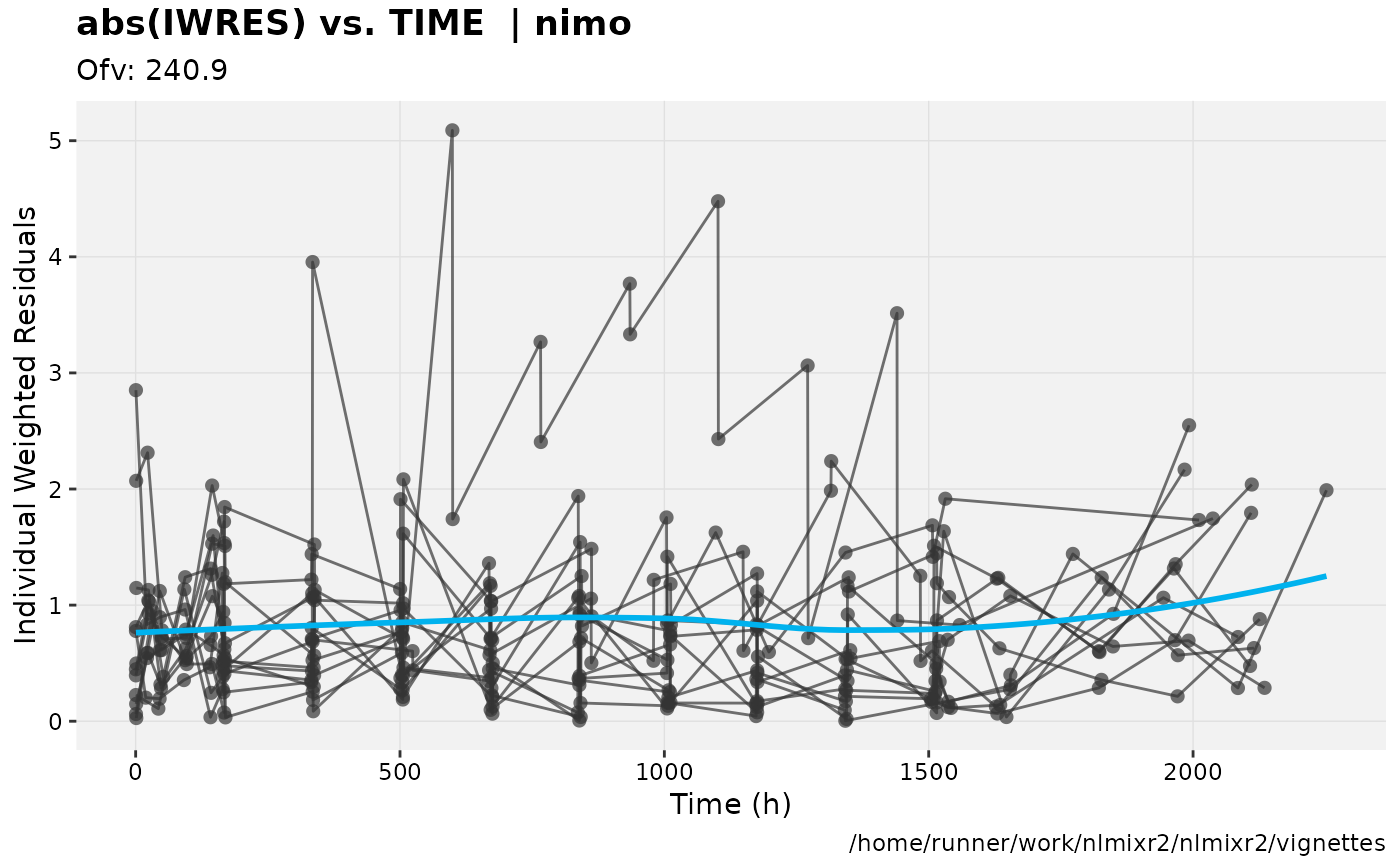 abs(IWRES) vs. TIME  | nimo
Ofv: 240.9
Individual Weighted Residuals
5
4
3
2
1
0
0 500 1000 1500 2000
Time (h)
/home/runner/work/nlmixr2/nlmixr2/vignettes